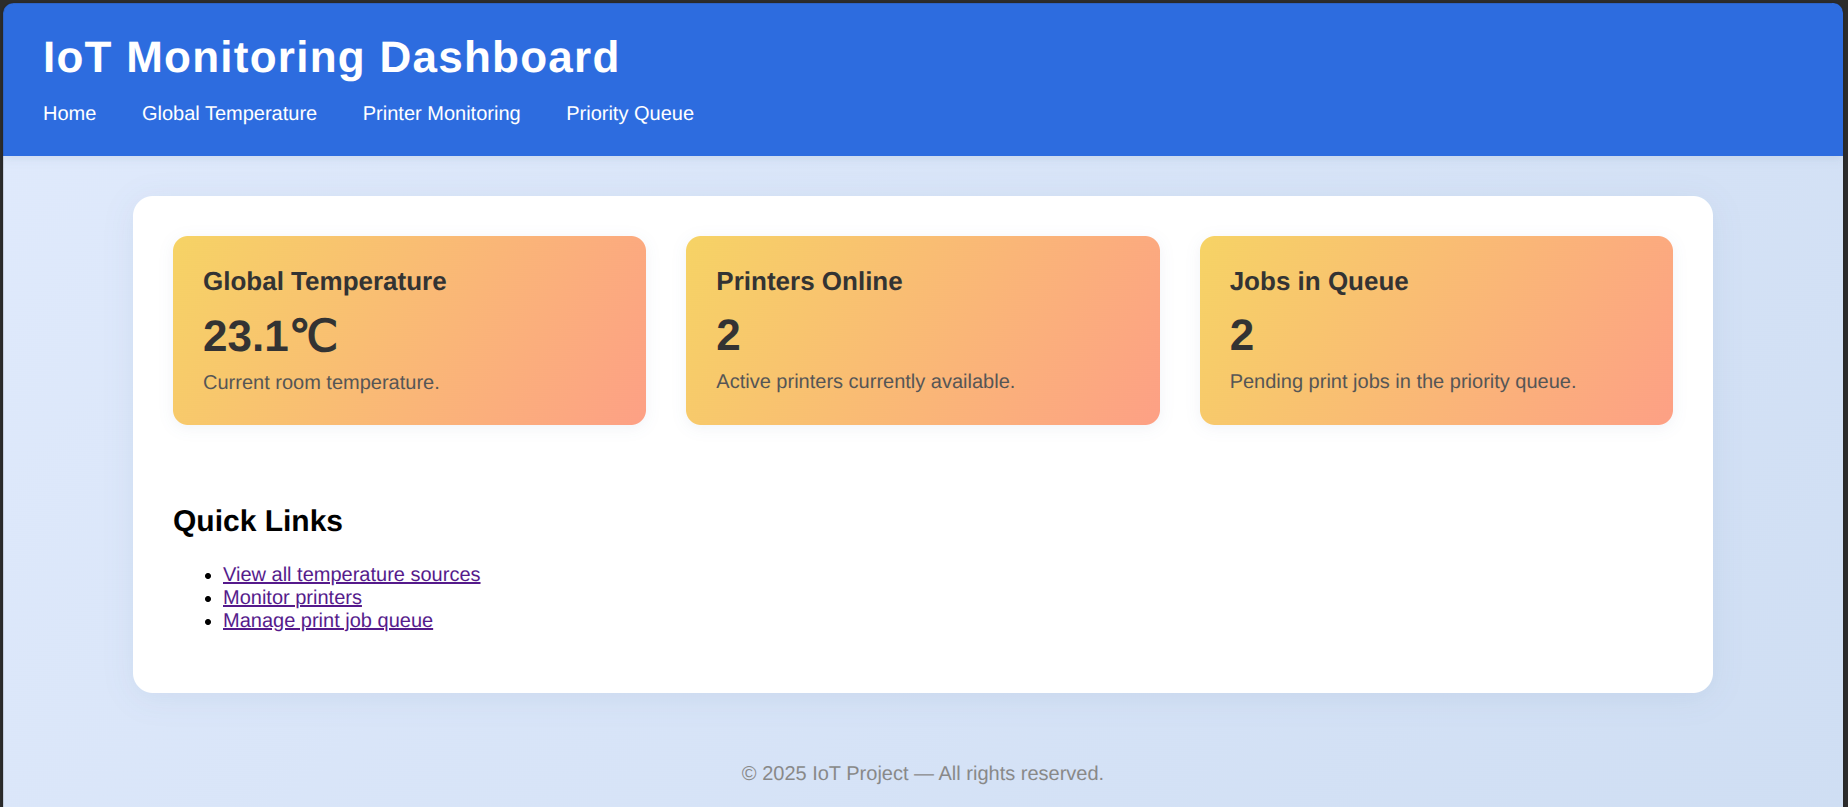 IoT Monitoring Dashboard
Home Global Temperature Printer Monitoring Priority Queue
Global Temperature
23.1℃
Current room temperature.
Printers Online
2
Active printers currently available.
Jobs in Queue
2
Pending print jobs in the priority queue.
Quick Links
View all temperature sources
Monitor printers
Manage print job queue
© 2025 IoT Project — All rights reserved.